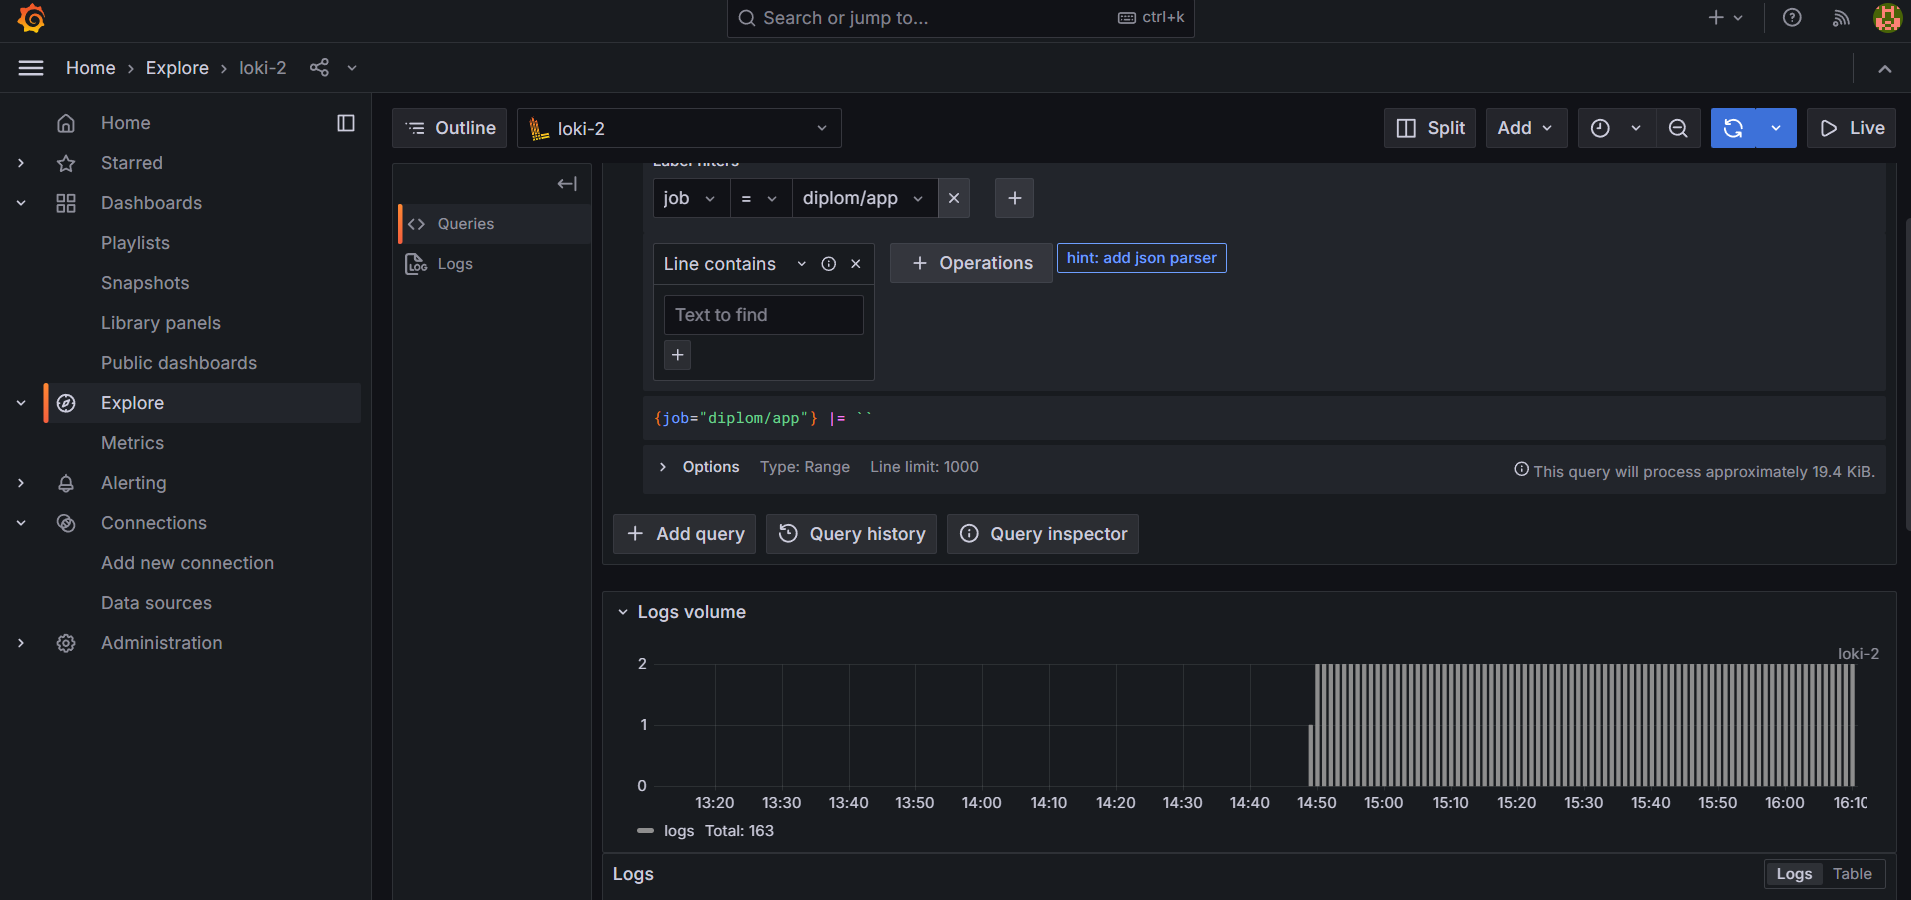 Search or jump to...
ctrl+k
Home › Explore › loki-2
Home
Starred
Dashboards
Playlists
Snapshots
Library panels
Public dashboards
Explore
Metrics
Alerting
Connections
Add new connection
Data sources
Administration
Outline
loki-2
Split
Add
Live
Queries
LOG Logs
Label filters
job = diplom/app
Line contains
Operations
hint: add json parser
Text to find
{job="diplom/app"} |= ``
Options Type: Range Line limit: 1000
This query will process approximately 19.4 KiB.
Add query
Query history
Query inspector
Logs volume
loki-2
2
1
0
13:20 13:30 13:40 13:50 14:00 14:10 14:20 14:30 14:40 14:50 15:00 15:10 15:20 15:30 15:40 15:50 16:00 16:10
logs Total: 163
Logs
Logs Table